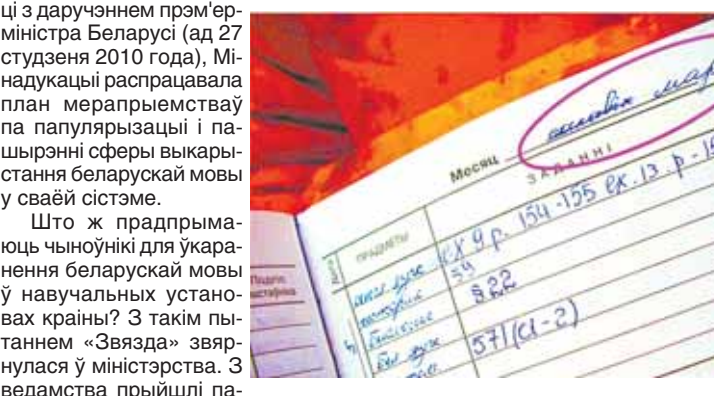 ці з даручэннем прэм'ер-
міністра Беларусі (ад 27
студзеня 2010 года), Мі-
надукацыі распрацавала
план мерапрыемстваў
па папулярызацыі і па-
шырэнні сферы выкары-
стання беларускай мовы
у сваёй сістэме.
Што ж прадпрыма-
юць чыноўнікі для ўкара-
нення беларускай мовы
ў навучальных устано-
вах краіны? З такім пы-
таннем «Звязда» звяр-
нулася ў міністэрства. З
ведамства прыйшлі па-
Месяц
ЗАДАННІ
ПРАДМЕТЫ
ex 9 p. 154-155 ex. 13. p - 15
§ 22
571 (a-2)
Подпіс